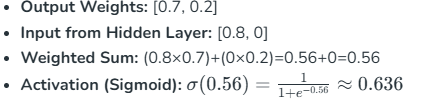 • Output Weights: [0.7, 0.2]
• Input from Hidden Layer: [0.8, 0]
• Weighted Sum: (0.8×0.7)+(0×0.2)=0.56+0=0.56
• Activation (Sigmoid): σ(0.56) = 1/(1+e^{-0.56}) ≈ 0.636